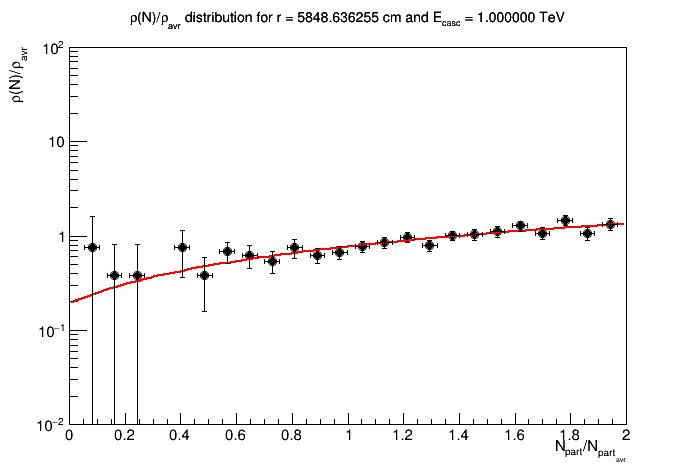 ρ(N)/ρavr distribution for r = 5848.636255 cm and Ecasc = 1.000000 TeV
ρ(N)/ρavr
10²
10
1
10⁻¹
10⁻²
0 0.2 0.4 0.6 0.8 1 1.2 1.4 1.6 1.8 2
Npart/Npartavr